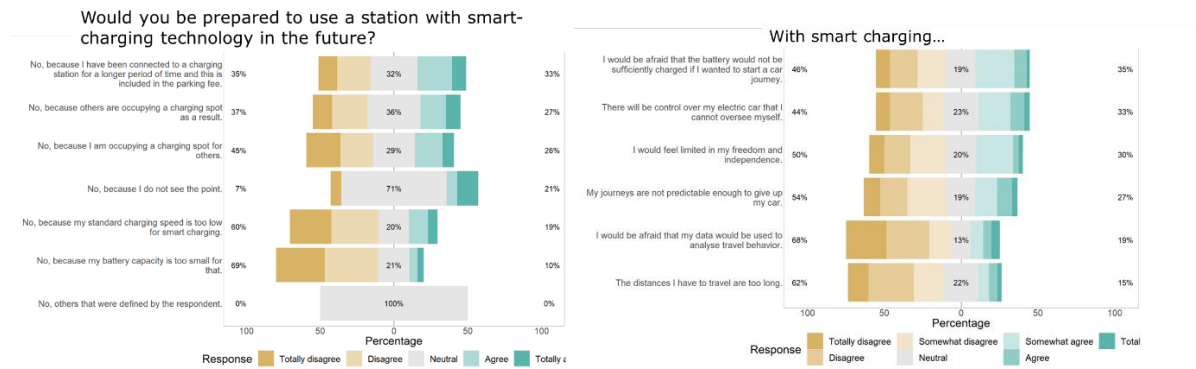 Would you be prepared to use a station with smart-
charging technology in the future?
No, because I have been connected to a charging
station for a longer period of time and this is
included in the parking fee.
35%
32%
33%
No, because others are occupying a charging spot
as a result.
37%
36%
27%
No, because I am occupying a charging spot for
others.
45%
29%
26%
No, because I do not see the point.
7%
71%
21%
No, because my standard charging speed is too low
for smart charging.
60%
20%
19%
No, because my battery capacity is too small for
that.
69%
21%
10%
No, others that were defined by the respondent.
0%
100%
0%
100
50
0
50
100
Percentage
Response
Totally disagree
Disagree
Neutral
Agree
Totally a
With smart charging...
I would be afraid that the battery would not be
sufficiently charged if I wanted to start a car
journey.
46%
19%
35%
There will be control over my electric car that I
cannot oversee myself.
44%
23%
33%
I would feel limited in my freedom and
independence.
50%
20%
30%
My journeys are not predictable enough to give up
my car.
54%
19%
27%
I would be afraid that my data would be used to
analyse travel behavior.
68%
13%
19%
The distances I have to travel are too long.
62%
22%
15%
100
50
0
50
100
Percentage
Response
Totally disagree
Somewhat disagree
Somewhat agree
Total
Disagree
Neutral
Agree